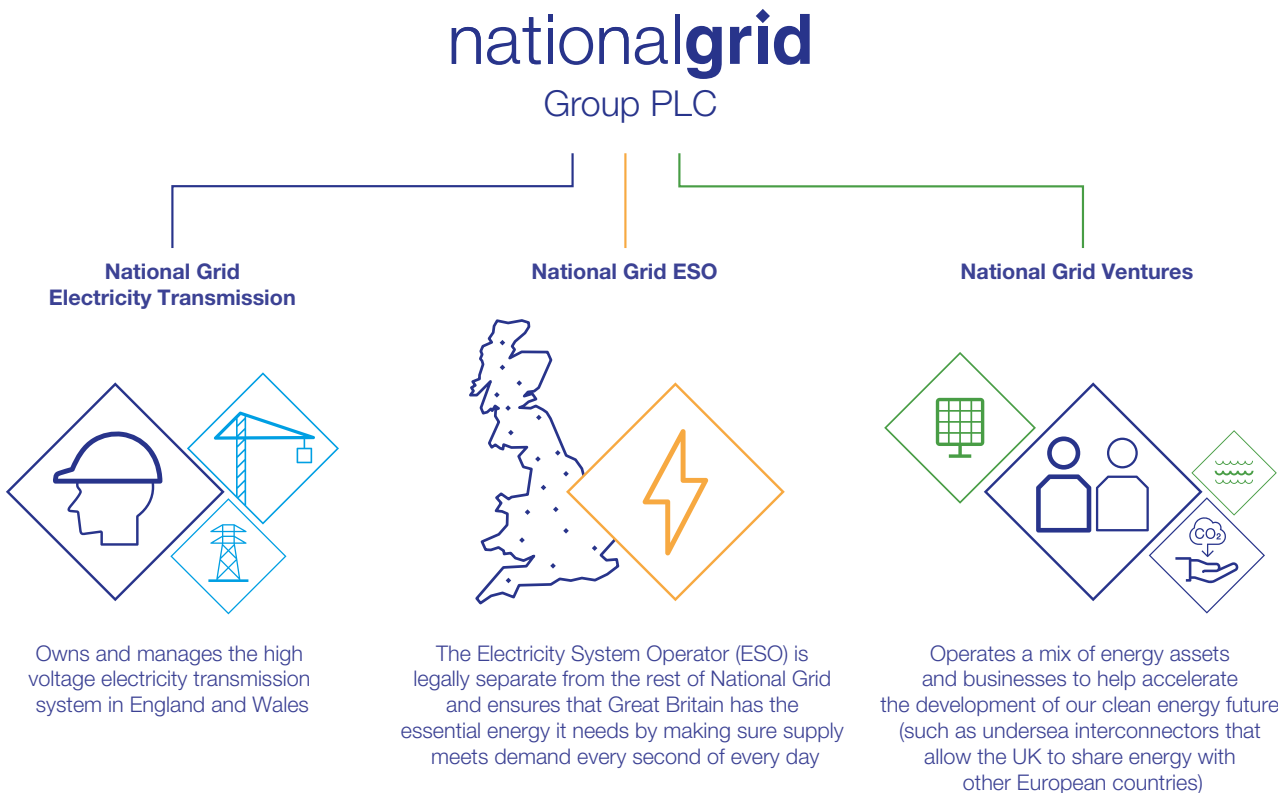 nationalgrid
Group PLC
National Grid
Electricity Transmission
National Grid ESO
National Grid Ventures
CO₂
Owns and manages the high
voltage electricity transmission
system in England and Wales
The Electricity System Operator (ESO) is
legally separate from the rest of National Grid
and ensures that Great Britain has the
essential energy it needs by making sure supply
meets demand every second of every day
Operates a mix of energy assets
and businesses to help accelerate
the development of our clean energy future
(such as undersea interconnectors that
allow the UK to share energy with
other European countries)